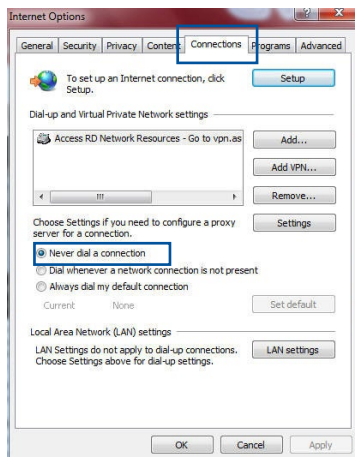 Internet Options
General Security Privacy Content Connections Programs Advanced
To set up an Internet connection, click
Setup.
Setup
Dial-up and Virtual Private Network settings
Access RD Network Resources - Go to vpn.as
Add...
Add VPN...
Remove...
Choose Settings if you need to configure a proxy
server for a connection.
Settings
Never dial a connection
Dial whenever a network connection is not present
Always dial my default connection
Current None
Set default
Local Area Network (LAN) settings
LAN Settings do not apply to dial-up connections.
Choose Settings above for dial-up settings.
LAN settings
OK Cancel Apply